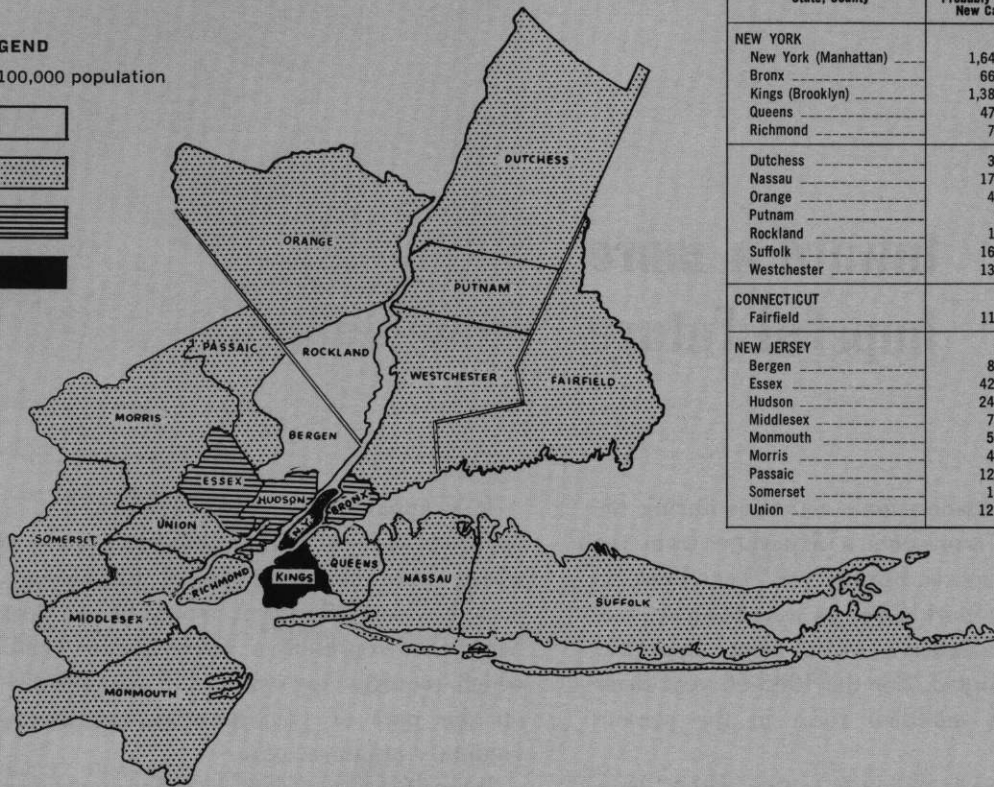 GEND
100,000 population
State, County
New Ca
NEW YORK
New York (Manhattan) 1,64
Bronx 66
Kings (Brooklyn) 1,38
Queens 47
Richmond 7
Dutchess 3
Nassau 17
Orange 4
Putnam
Rockland 1
Suffolk 16
Westchester 13
CONNECTICUT
Fairfield 11
NEW JERSEY
Bergen 8
Essex 42
Hudson 24
Middlesex 7
Monmouth 5
Morris 4
Passaic 12
Somerset 1
Union 12
DUTCHESS
ORANGE
PUTNAM
PASSAIC
ROCKLAND
WESTCHESTER
FAIRFIELD
MORRIS
BERGEN
ESSEX
HUDSON
BRONX
N.Y.
UNION
SOMERSET
QUEENS
RICHMOND
KINGS
NASSAU
SUFFOLK
MIDDLESEX
MONMOUTH